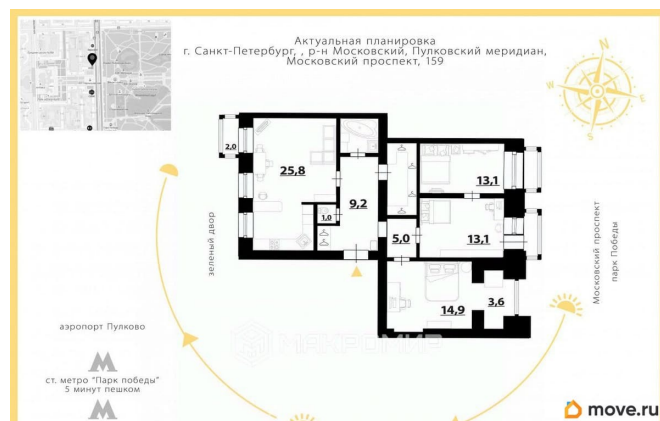 Актуальная планировка
г. Санкт-Петербург, , р-н Московский, Пулковский меридиан,
Московский проспект, 159
N
W
E
S
2,0
25,8
9,2
1,0
5,0
13,1
13,1
14,9
3,6
зеленый двор
Московский проспект
парк Победы
МАКРОМИР
аэропорт Пулково
М
ст. метро "Парк победы"
5 минут пешком
М
move.ru